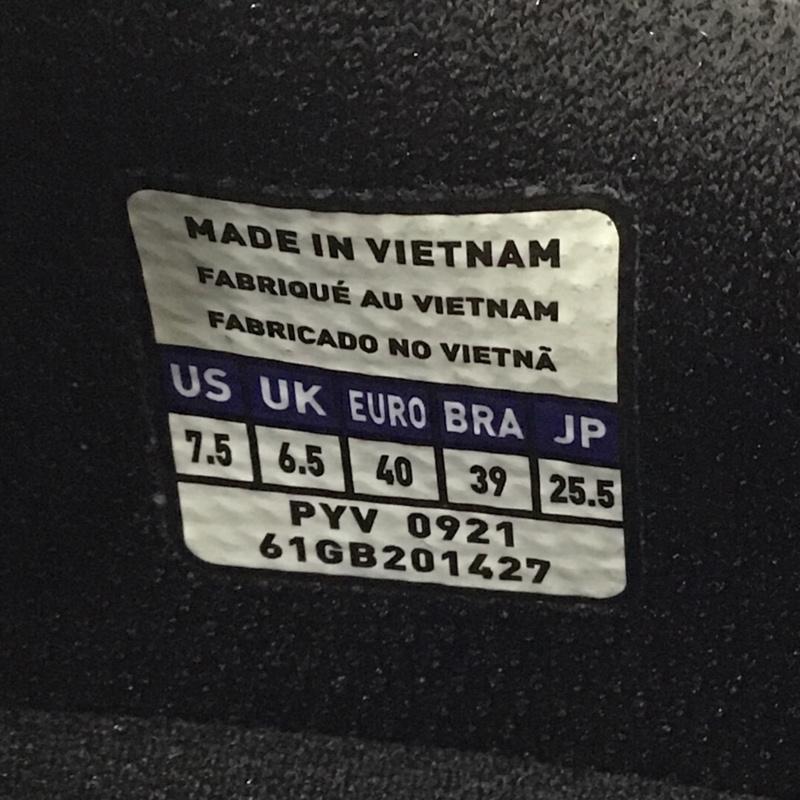 MADE IN VIETNAM
FABRIQUÉ AU VIETNAM
FABRICADO NO VIETNÃ
US UK EURO BRA JP
7.5 6.5 40 39 25.5
PYV 0921
61GB201427